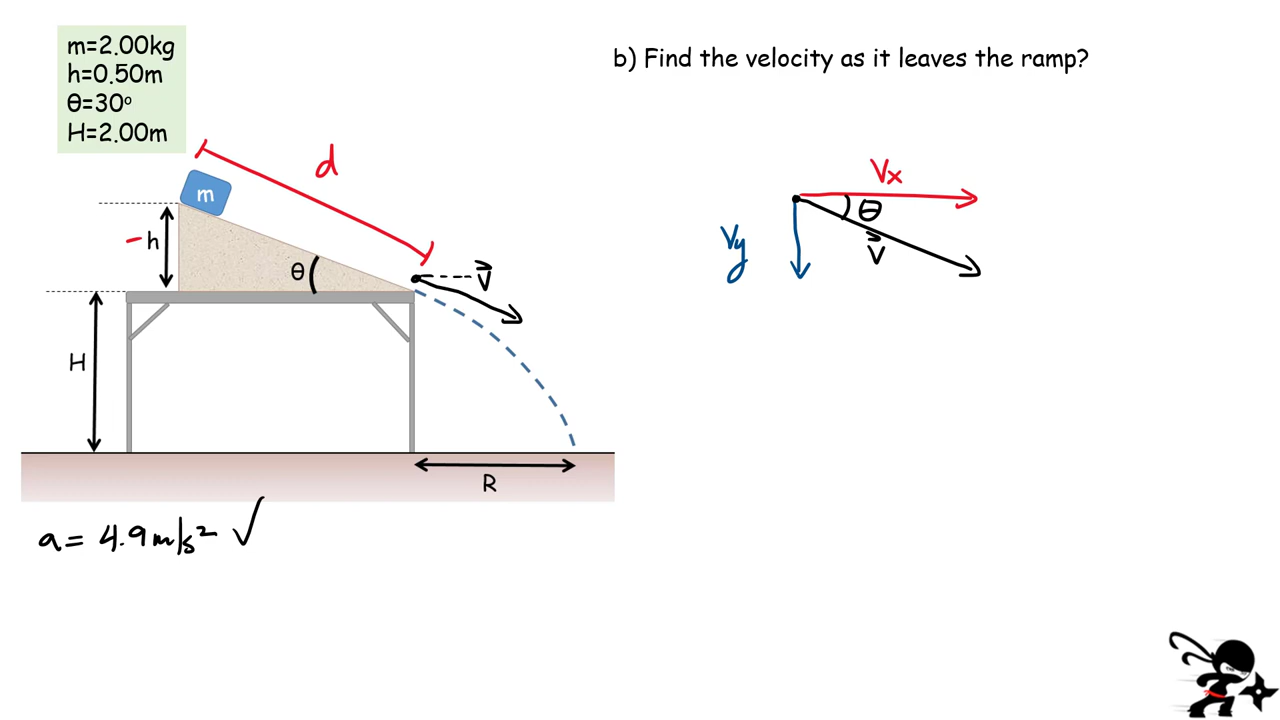 m=2.00kg
h=0.50m
θ=30°
H=2.00m
b) Find the velocity as it leaves the ramp?
d
m
-h
θ
V
H
R
a = 4.9 m/s² √
Vx
θ
V
Vy